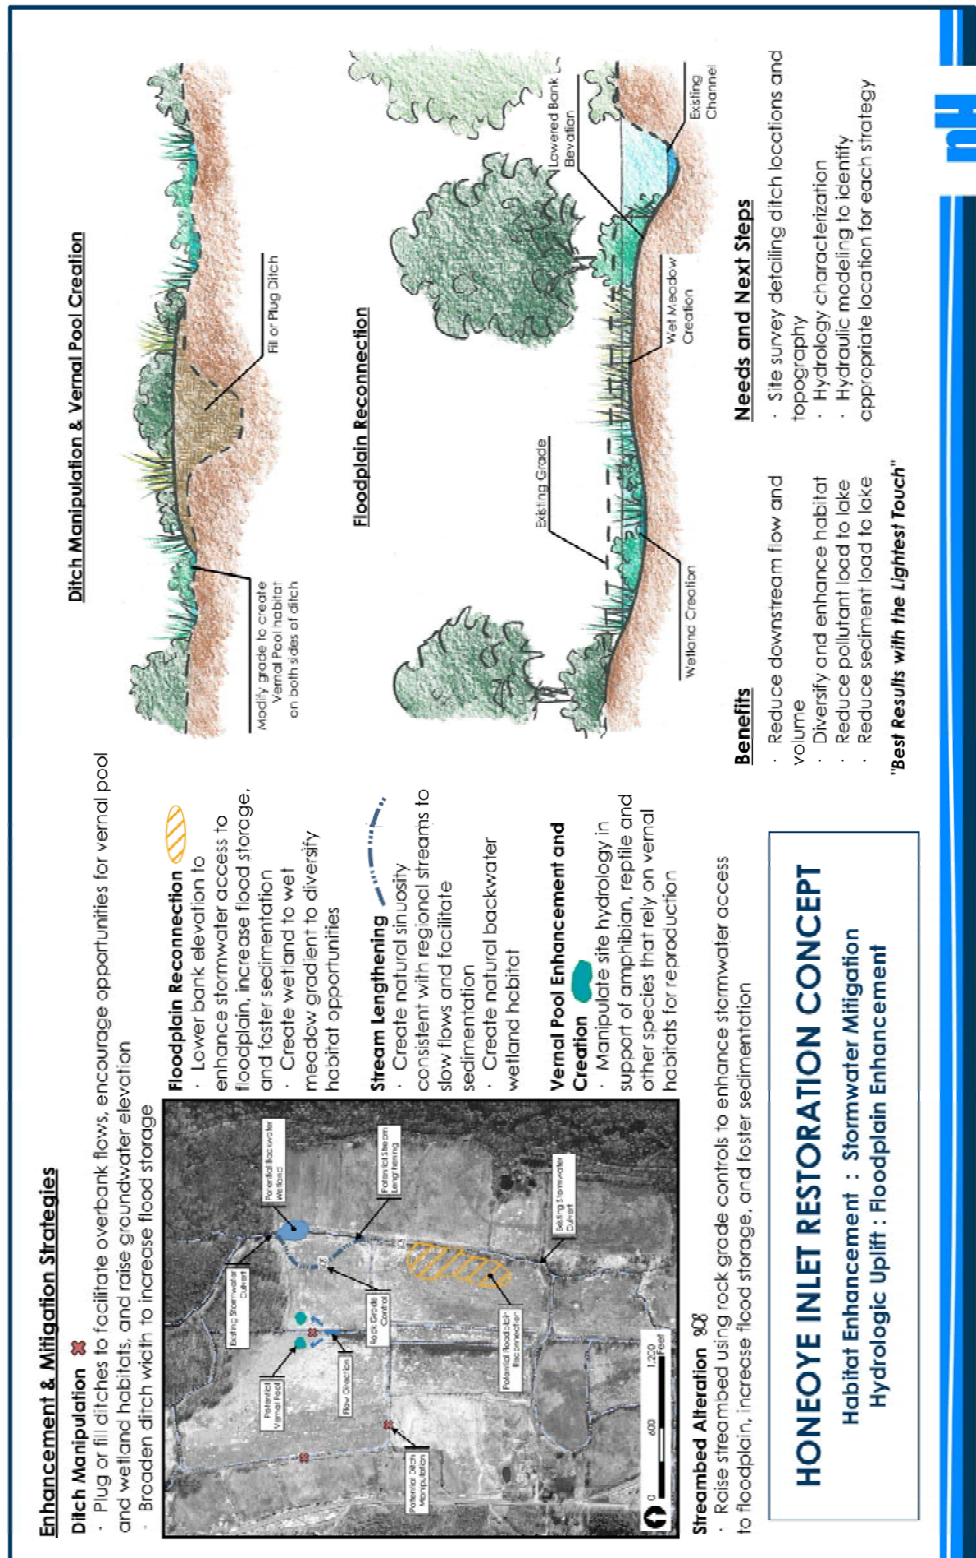 Enhancement & Mitigation Strategies
Ditch Manipulation
· Plug or fill ditches to facilitate overbank flows, encourage opportunities for vernal pool
and wetland habitats, and raise groundwater elevation
· Broaden ditch width to increase flood storage
Existing Stormwater
Culvert
Potential Backwater
Wetland
Potential
Vernal Pool
Flow Direction
Rock Grade
Control
Potential Stream
Lengthening
Potential Ditch
Manipulation
Potential Floodplain
Reconnection
Existing Stormwater
Culvert
0 600 1,200
Feet
Floodplain Reconnection
· Lower bank elevation to
enhance stormwater access to
floodplain, increase flood storage,
and foster sedimentation
· Create wetland to wet
meadow gradient to diversify
habitat opportunities
Stream Lengthening
· Create natural sinuosity
consistent with regional streams to
slow flows and facilitate
sedimentation
· Create natural backwater
wetland habitat
Vernal Pool Enhancement and
Creation
· Manipulate site hydrology in
support of amphibian, reptile and
other species that rely on vernal
habitats for reproduction
Streambed Alteration
· Raise streambed using rock grade controls to enhance stormwater access
to floodplain, increase flood storage, and foster sedimentation
HONEOYE INLET RESTORATION CONCEPT
Habitat Enhancement : Stormwater Mitigation
Hydrologic Uplift : Floodplain Enhancement
Ditch Manipulation & Vernal Pool Creation
Modify grade to create
Vernal Pool habitat
on both sides of ditch
Fill or Plug Ditch
Floodplain Reconnection
Existing Grade
Lowered Bank
Elevation
Wetland Creation
Wet Meadow
Creation
Existing
Channel
Benefits
· Reduce downstream flow and
volume
· Diversify and enhance habitat
· Reduce pollutant load to lake
· Reduce sediment load to lake
"Best Results with the Lightest Touch"
Needs and Next Steps
· Site survey detailing ditch locations and
topography
· Hydrology characterization
· Hydraulic modeling to identify
appropriate location for each strategy